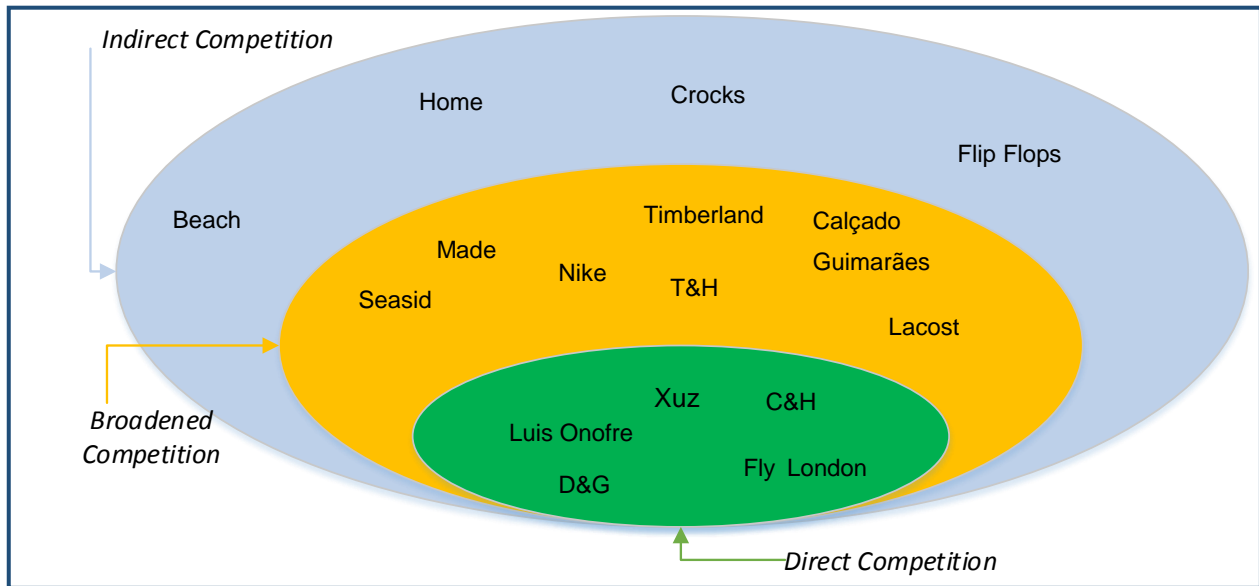 Indirect Competition
Home
Crocks
Flip Flops
Beach
Timberland
Calçado
Guimarães
Made
Nike
T&H
Seasid
Lacost
Broadened
Competition
Xuz
C&H
Luis Onofre
Fly London
D&G
Direct Competition